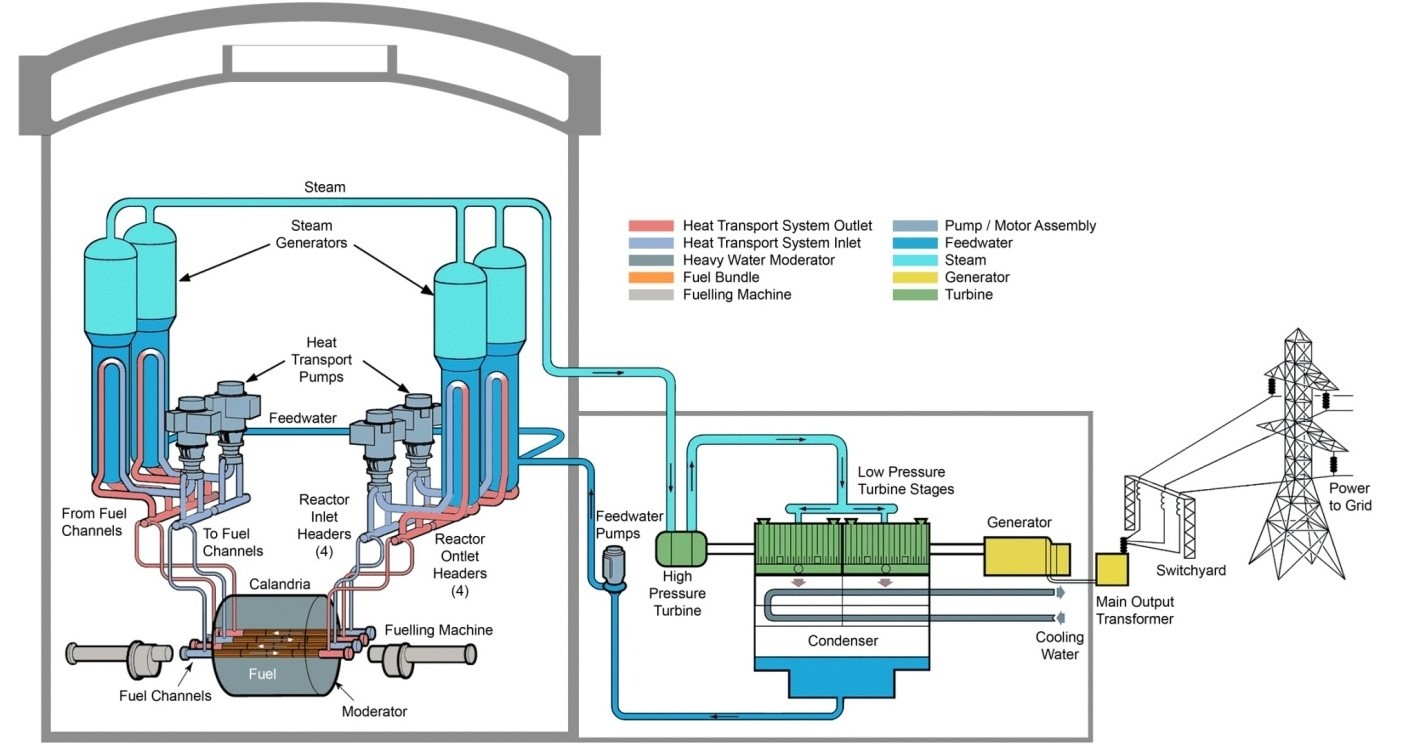 Steam
Steam
Generators
Heat Transport System Outlet
Heat Transport System Inlet
Heavy Water Moderator
Fuel Bundle
Fuelling Machine
Pump / Motor Assembly
Feedwater
Steam
Generator
Turbine
Heat
Transport
Pumps
Feedwater
From Fuel
Channels
To Fuel
Channels
Reactor
Inlet
Headers
(4)
Reactor
Ontlet
Headers
(4)
Calandria
Fuelling Machine
Fuel
Fuel Channels
Moderator
Feedwater
Pumps
High
Pressure
Turbine
Low Pressure
Turbine Stages
Generator
Condenser
Cooling
Water
Main Output
Transformer
Switchyard
Power
to Grid